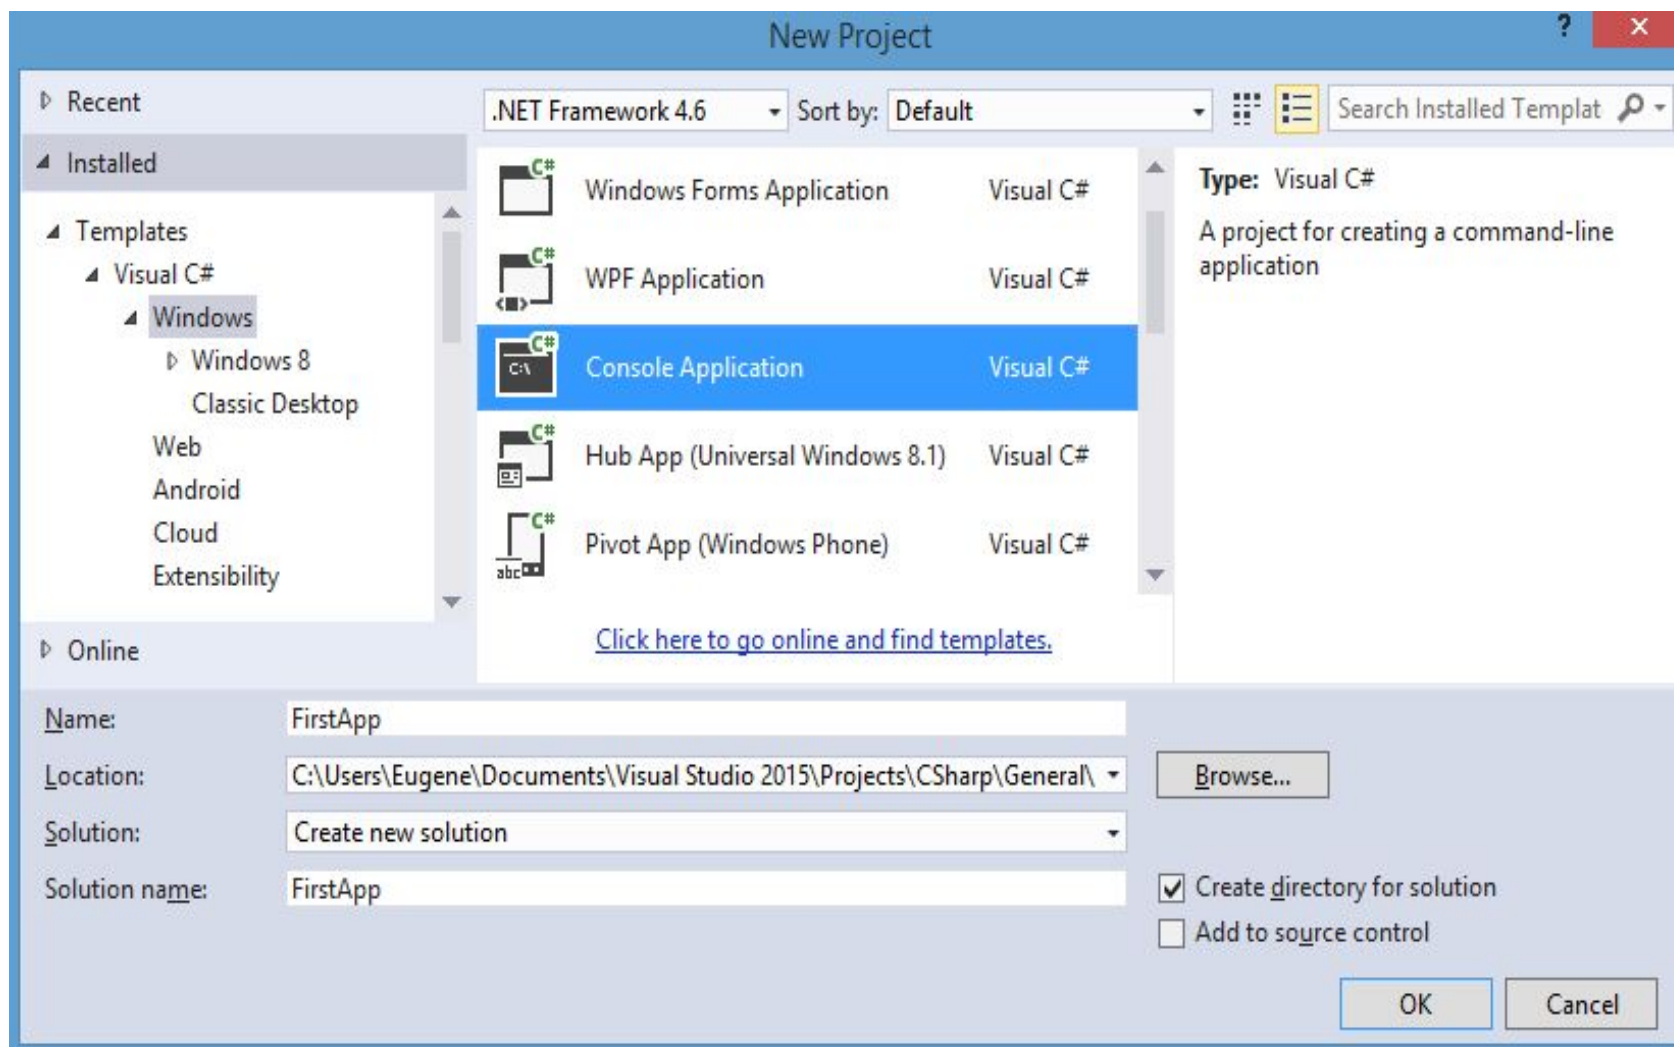 New Project
?
Recent
.NET Framework 4.6 Sort by: Default Search Installed Templat
Installed
Templates
Visual C#
Windows
Windows 8
Classic Desktop
Web
Android
Cloud
Extensibility
Online
C# Windows Forms Application Visual C#
C# WPF Application Visual C#
C# C:\ Console Application Visual C#
C# Hub App (Universal Windows 8.1) Visual C#
C# abc Pivot App (Windows Phone) Visual C#
Click here to go online and find templates.
Type: Visual C#
A project for creating a command-line
application
Name: FirstApp
Location: C:\Users\Eugene\Documents\Visual Studio 2015\Projects\CSharp\General\ Browse...
Solution: Create new solution
Solution name: FirstApp
Create directory for solution
Add to source control
OK Cancel